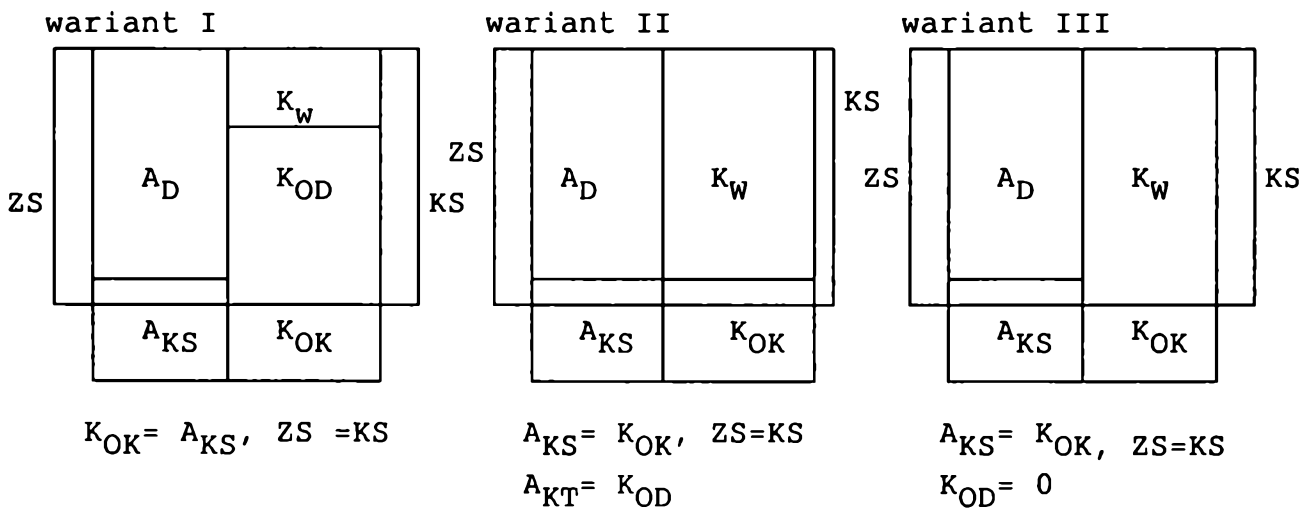 wariant I
K_W
ZS
A_D
K_OD
KS
A_KS
K_OK
K_OK= A_KS, ZS =KS
wariant II
KS
ZS
A_D
K_W
A_KS
K_OK
A_KS= K_OK, ZS=KS
A_KT= K_OD
wariant III
ZS
A_D
K_W
KS
A_KS
K_OK
A_KS= K_OK, ZS=KS
K_OD= 0